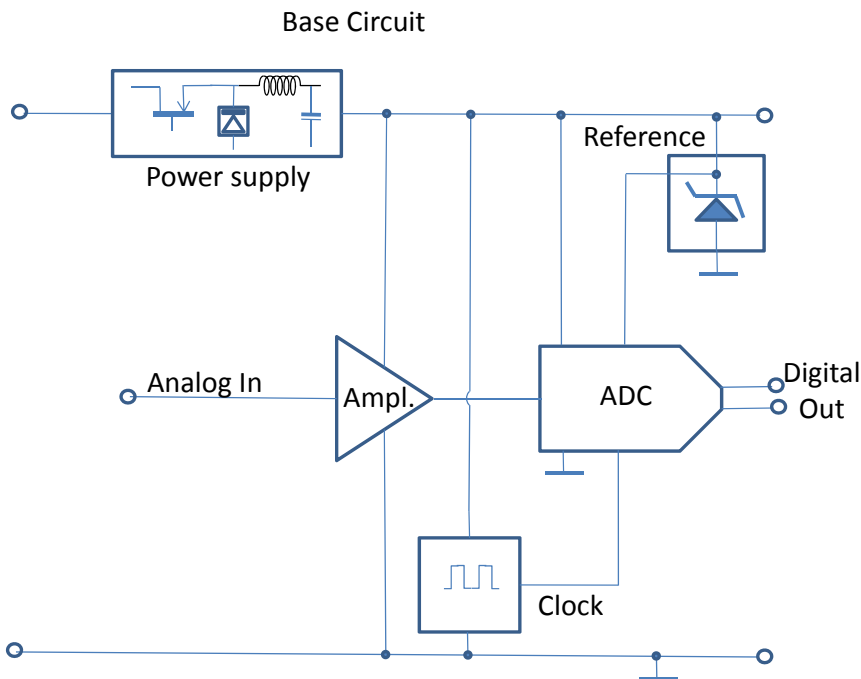 Base Circuit
Power supply
Reference
Analog In
Ampl.
ADC
Digital
Out
Clock